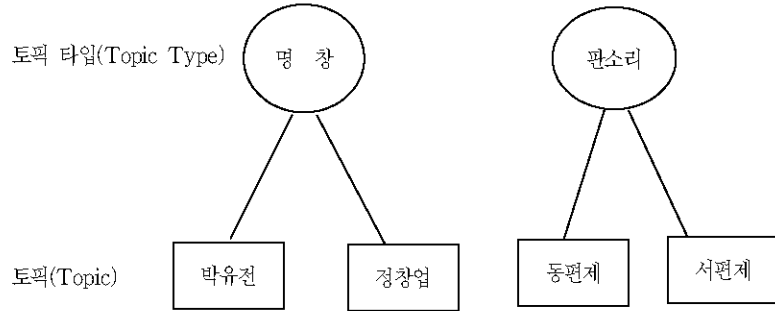 토픽 타입(Topic Type)
명 창
판소리
토픽(Topic)
박유전
정창업
동편제
서편제